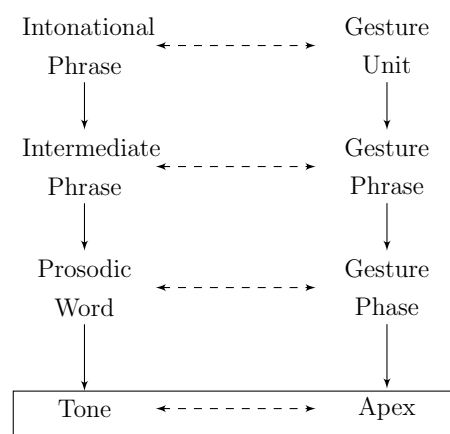 Intonational
Phrase
Gesture
Unit
Intermediate
Phrase
Gesture
Phrase
Prosodic
Word
Gesture
Phase
Tone
Apex